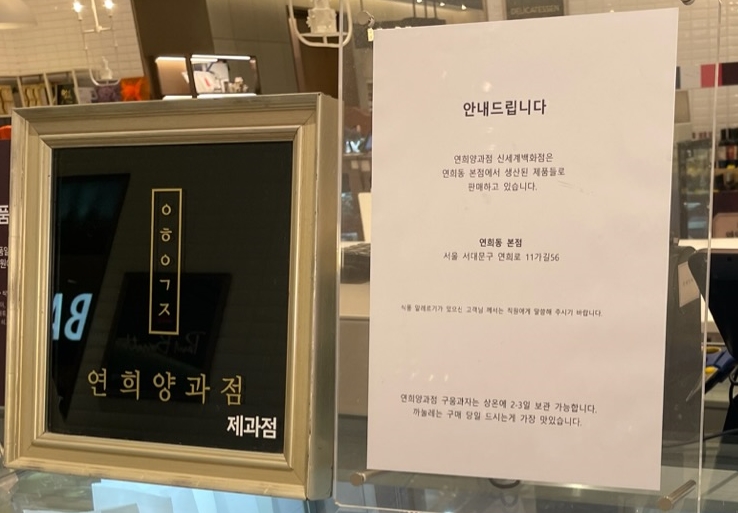 DELICATESSEN
안내드립니다
연희양과점 신세계백화점은
연희동 본점에서 생산된 제품들로
판매하고 있습니다.
연희동 본점
서울 서대문구 연희로 11가길56
식품 알레르기가 있으신 고객님 께서는 직원에게 말씀해 주시기 바랍니다.
연희양과점 구움과자는 상온에 2-3일 보관 가능합니다.
까눌레는 구매 당일 드시는게 가장 맛있습니다.
ㅇ
ㅎ
ㅇ
ㄱ
ㅈ
연희양과점
제과점